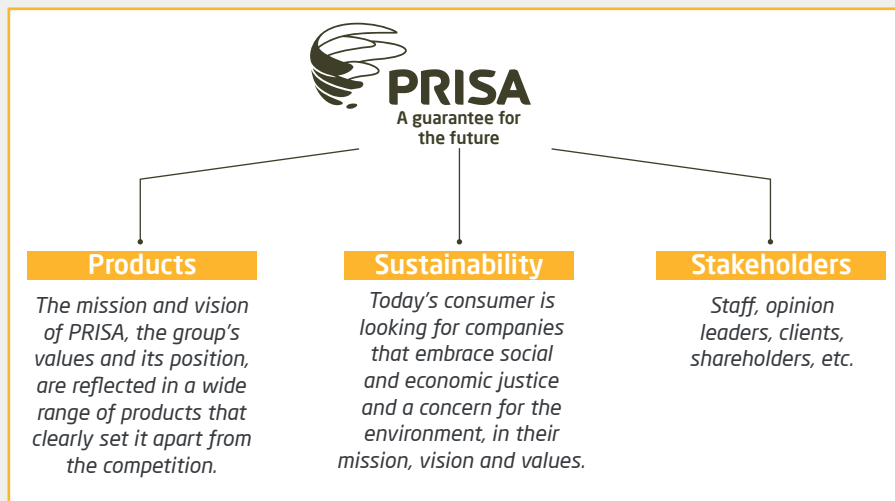 PRISA
A guarantee for
the future
Products
The mission and vision
of PRISA, the group's
values and its position,
are reflected in a wide
range of products that
clearly set it apart from
the competition.
Sustainability
Today's consumer is
looking for companies
that embrace social
and economic justice
and a concern for the
environment, in their
mission, vision and values.
Stakeholders
Staff, opinion
leaders, clients,
shareholders, etc.